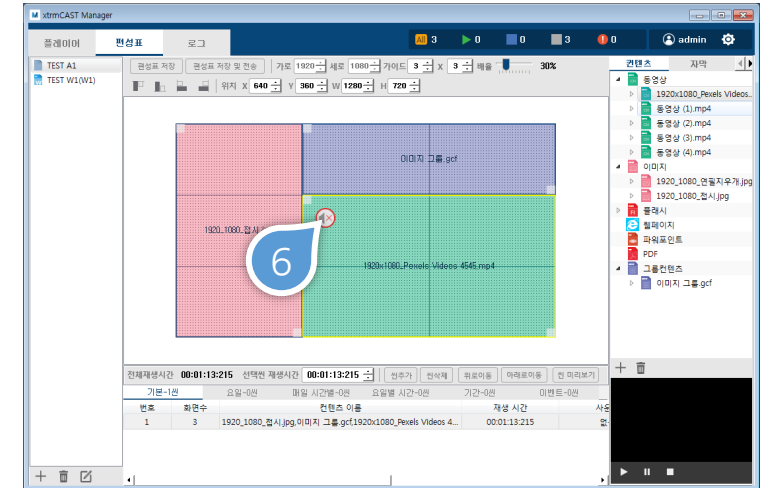 xtrmCAST Manager
플레이어 편성표 로그 All 3 0 0 3 0 admin
TEST A1
TEST W1(W1)
편성표 저장 편성표 저장 및 전송 가로 1920 세로 1080 가이드 3 x 3 배율 30%
위치 X 640 Y 360 W 1280 H 720
이미지 그룹.gcf
1920_1080_접시
6
1920x1080_Pexels Videos 4545.mp4
컨텐츠 자막
동영상
1920x1080_Pexels Videos..
동영상 (1).mp4
동영상 (2).mp4
동영상 (3).mp4
동영상 (4).mp4
이미지
1920_1080_연필지우개.jpg
1920_1080_접시.jpg
플래시
웹페이지
파워포인트
PDF
그룹컨텐츠
이미지 그룹.gcf
전체재생시간 00:01:13:215 선택씬 재생시간 00:01:13:215 씬추가 씬삭제 위로이동 아래로이동 씬 미리보기
기본-1씬 요일-0씬 매일 시간별-0씬 요일별 시간-0씬 기간-0씬 이벤트-0씬
번호 화면수 컨텐츠 이름 재생 시간 사운
1 3 1920_1080_접시.jpg,이미지 그룹.gcf,1920x1080_Pexels Videos 4... 00:01:13:215